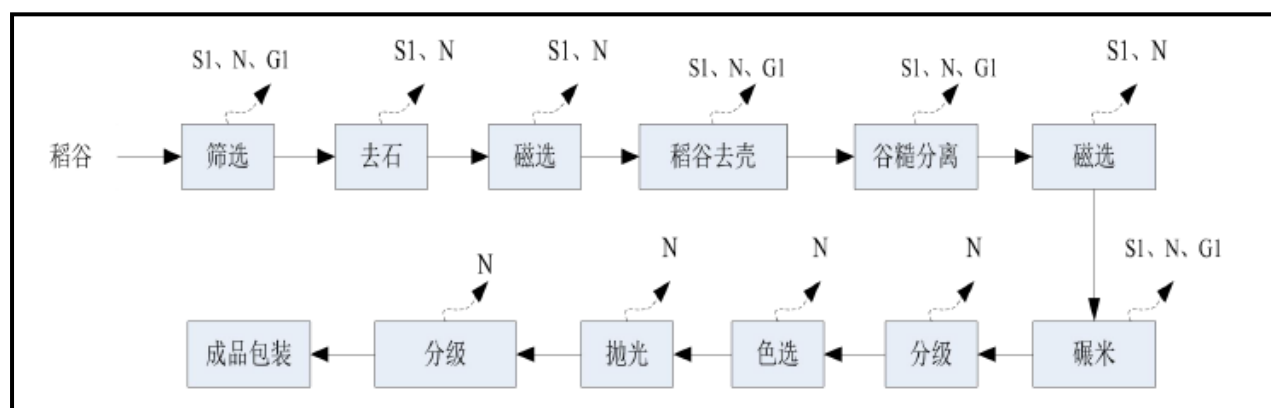 S1、N、G1
S1、N
S1、N
S1、N、G1
S1、N、G1
S1、N
稻谷
筛选
去石
磁选
稻谷去壳
谷糙分离
磁选
N
N
N
N
S1、N、G1
成品包装
分级
抛光
色选
分级
碾米